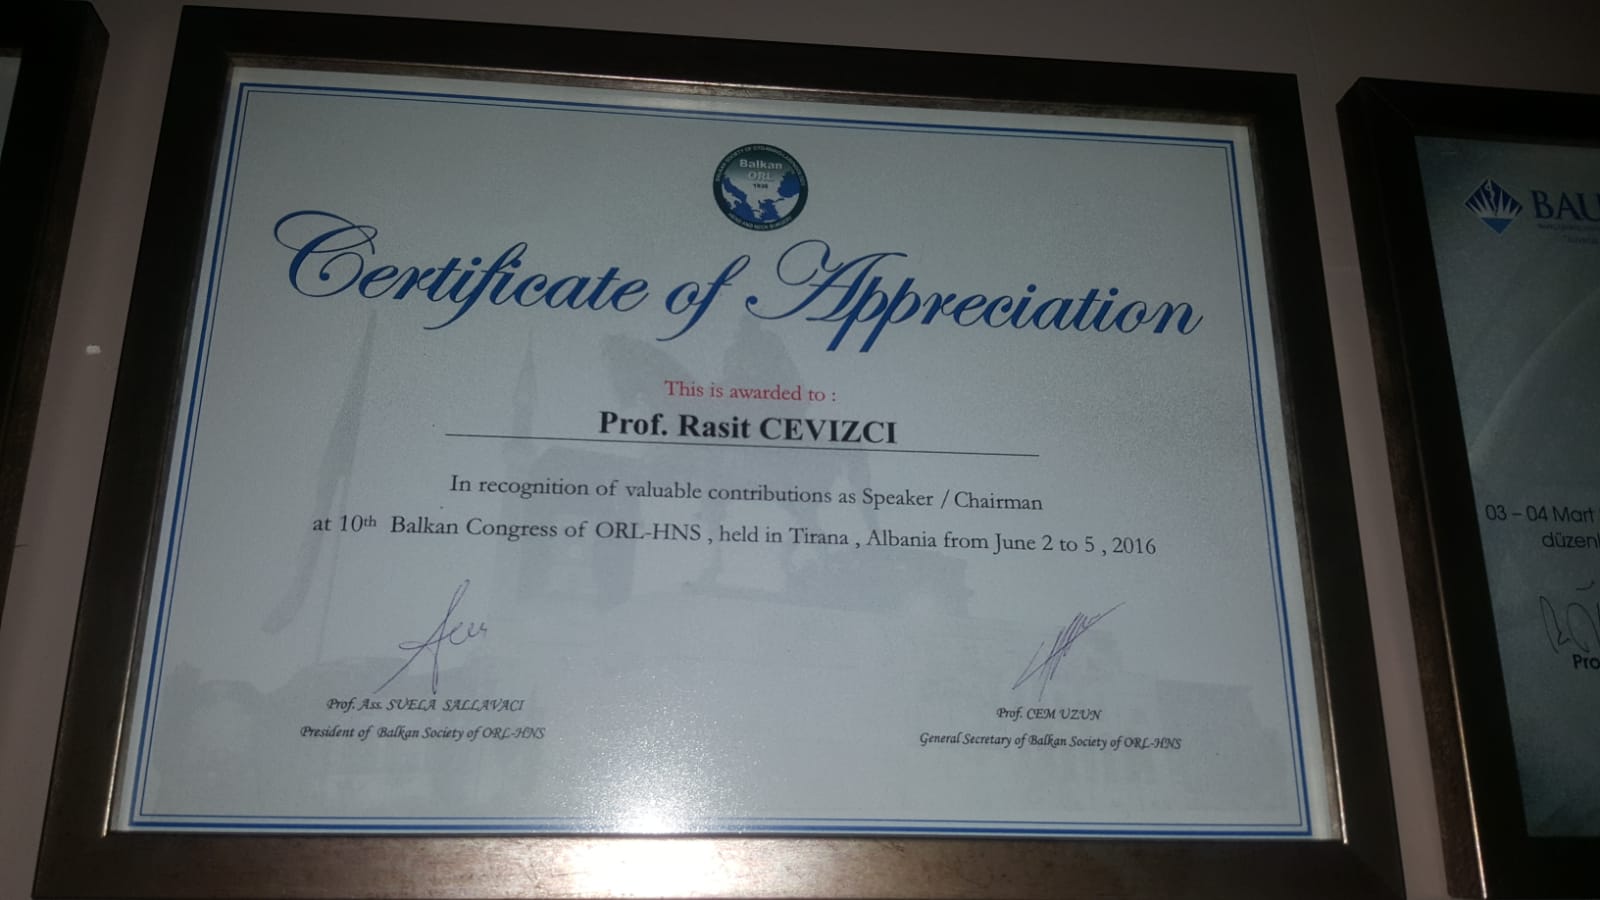 Balkan
ORL
Certificate of Appreciation
This is awarded to :
Prof. Rasit CEVIZCI
In recognition of valuable contributions as Speaker / Chairman
at 10th Balkan Congress of ORL-HNS , held in Tirana , Albania from June 2 to 5 , 2016
Prof. Ass. SUELA SALLAVACI
President of Balkan Society of ORL-HNS
Prof. CEM UZUN
General Secretary of Balkan Society of ORL-HNS
BAU
03 – 04 Mart
düzenl
Pro